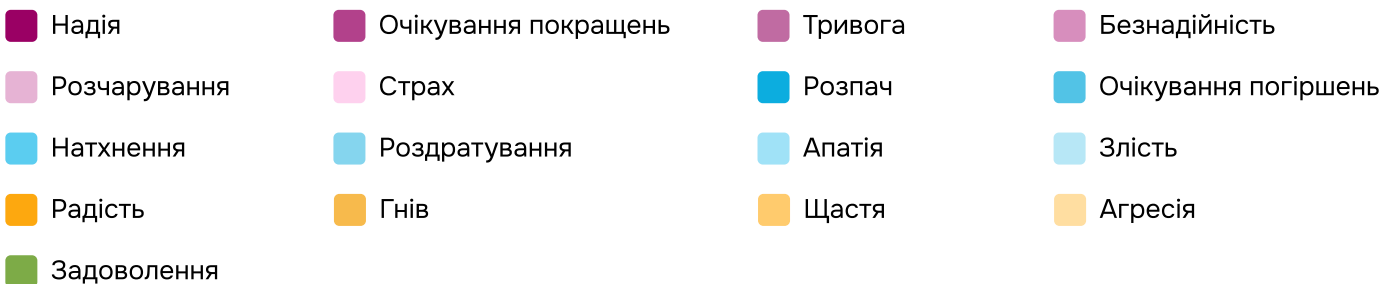 Надія Очікування покращень Тривога Безнадійність
Розчарування Страх Розпач Очікування погіршень
Натхнення Роздратування Апатія Злість
Радість Гнів Щастя Агресія
Задоволення